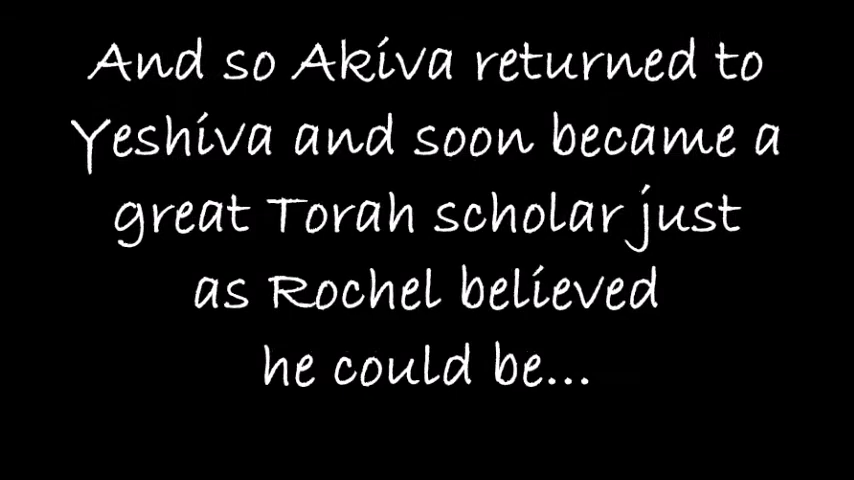 And so Akiva returned to
Yeshiva and soon became a
great Torah scholar just
as Rochel believed
he could be...